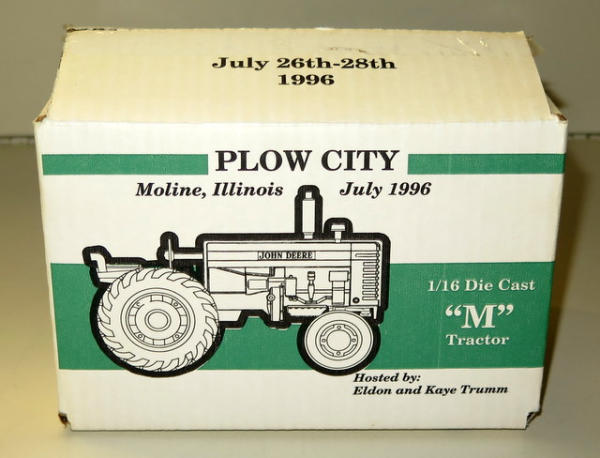 July 26th-28th
1996
PLOW CITY
Moline, Illinois July 1996
JOHN DEERE
1/16 Die Cast
“M”
Tractor
Hosted by:
Eldon and Kaye Trumm